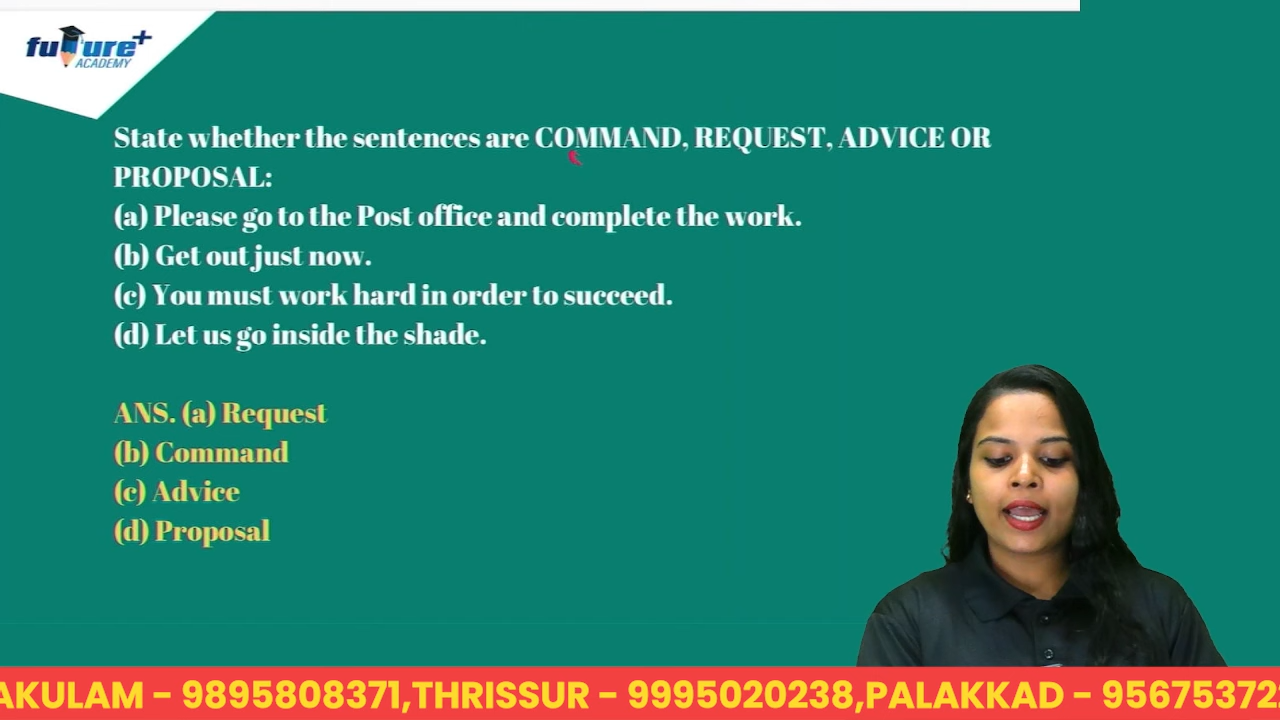 future+
ACADEMY
State whether the sentences are COMMAND, REQUEST, ADVICE OR
PROPOSAL:
(a) Please go to the Post office and complete the work.
(b) Get out just now.
(c) You must work hard in order to succeed.
(d) Let us go inside the shade.
ANS. (a) Request
(b) Command
(c) Advice
(d) Proposal
AKULAM - 9895808371,THRISSUR - 9995020238,PALAKKAD - 956753722